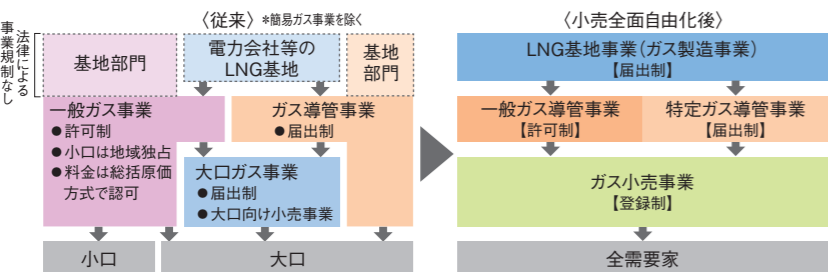 〈従来〉*簡易ガス事業を除く
法律による
事業規制なし
基地部門
電力会社等の
LNG基地
基地
部門
一般ガス事業
●許可制
●小口は地域独占
●料金は総括原価
方式で認可
ガス導管事業
●届出制
大口ガス事業
●届出制
●大口向け小売事業
小口
大口
〈小売全面自由化後〉
LNG基地事業(ガス製造事業)
【届出制】
一般ガス導管事業
【許可制】
特定ガス導管事業
【届出制】
ガス小売事業
【登録制】
全需要家